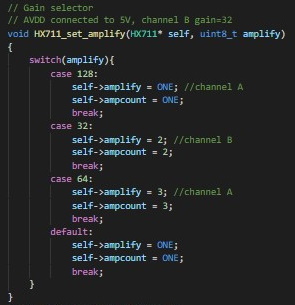 // Gain selector
// AVDD connected to 5V, channel B gain=32
void HX711_set_amplify(HX711* self, uint8_t amplify)
{
    switch(amplify){
        case 128:
            self->amplify = ONE; //channel A
            self->ampcount = ONE;
            break;
        case 32:
            self->amplify = 2; //channel B
            self->ampcount = 2;
            break;
        case 64:
            self->amplify = 3; //channel A
            self->ampcount = 3;
            break;
        default:
            self->amplify = ONE;
            self->ampcount = ONE;
            break;
    }
}